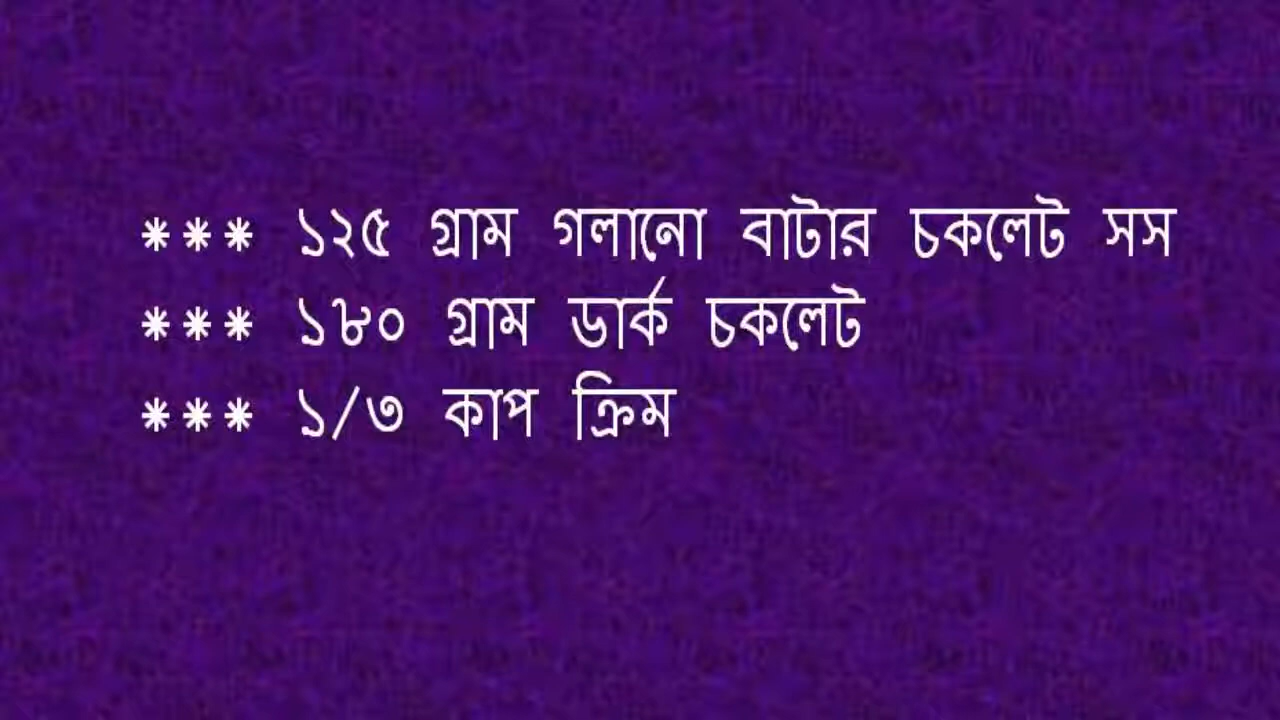 *** ১২৫ গ্রাম গলানো বাটার চকলেট সস
*** ১৮০ গ্রাম ডার্ক চকলেট
*** ১/৩ কাপ ক্রিম